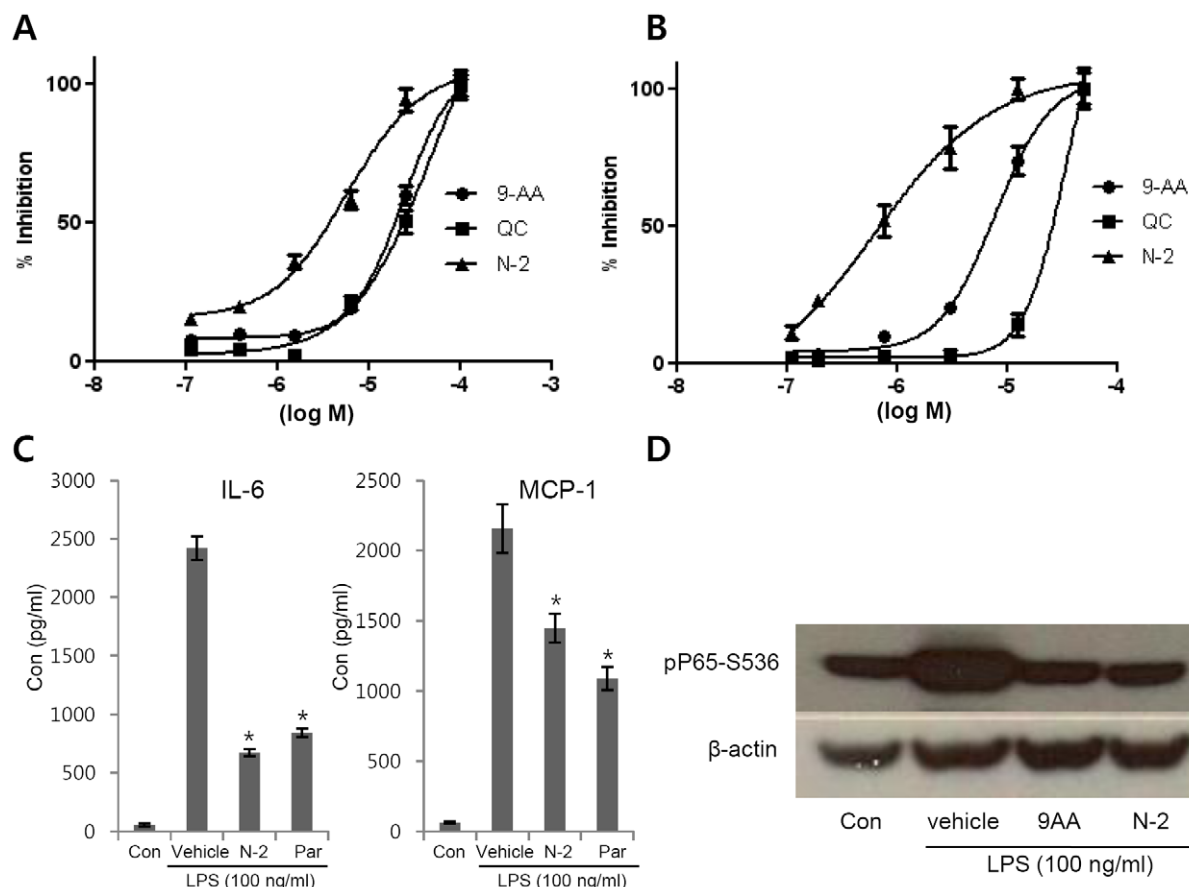 A
% Inhibition
100
50
0
-8 -7 -6 -5 -4 -3
(log M)
9-AA
QC
N-2
B
% Inhibition
100
50
0
-8 -7 -6 -5 -4
(log M)
9-AA
QC
N-2
C
IL-6
Con (pg/ml)
3000
2500
2000
1500
1000
500
0
* *
Con Vehicle N-2 Par
LPS (100 ng/ml)
MCP-1
Con (pg/ml)
2500
2000
1500
1000
500
0
*
*
Con Vehicle N-2 Par
LPS (100 ng/ml)
D
pP65-S536
β-actin
Con vehicle 9AA N-2
LPS (100 ng/ml)